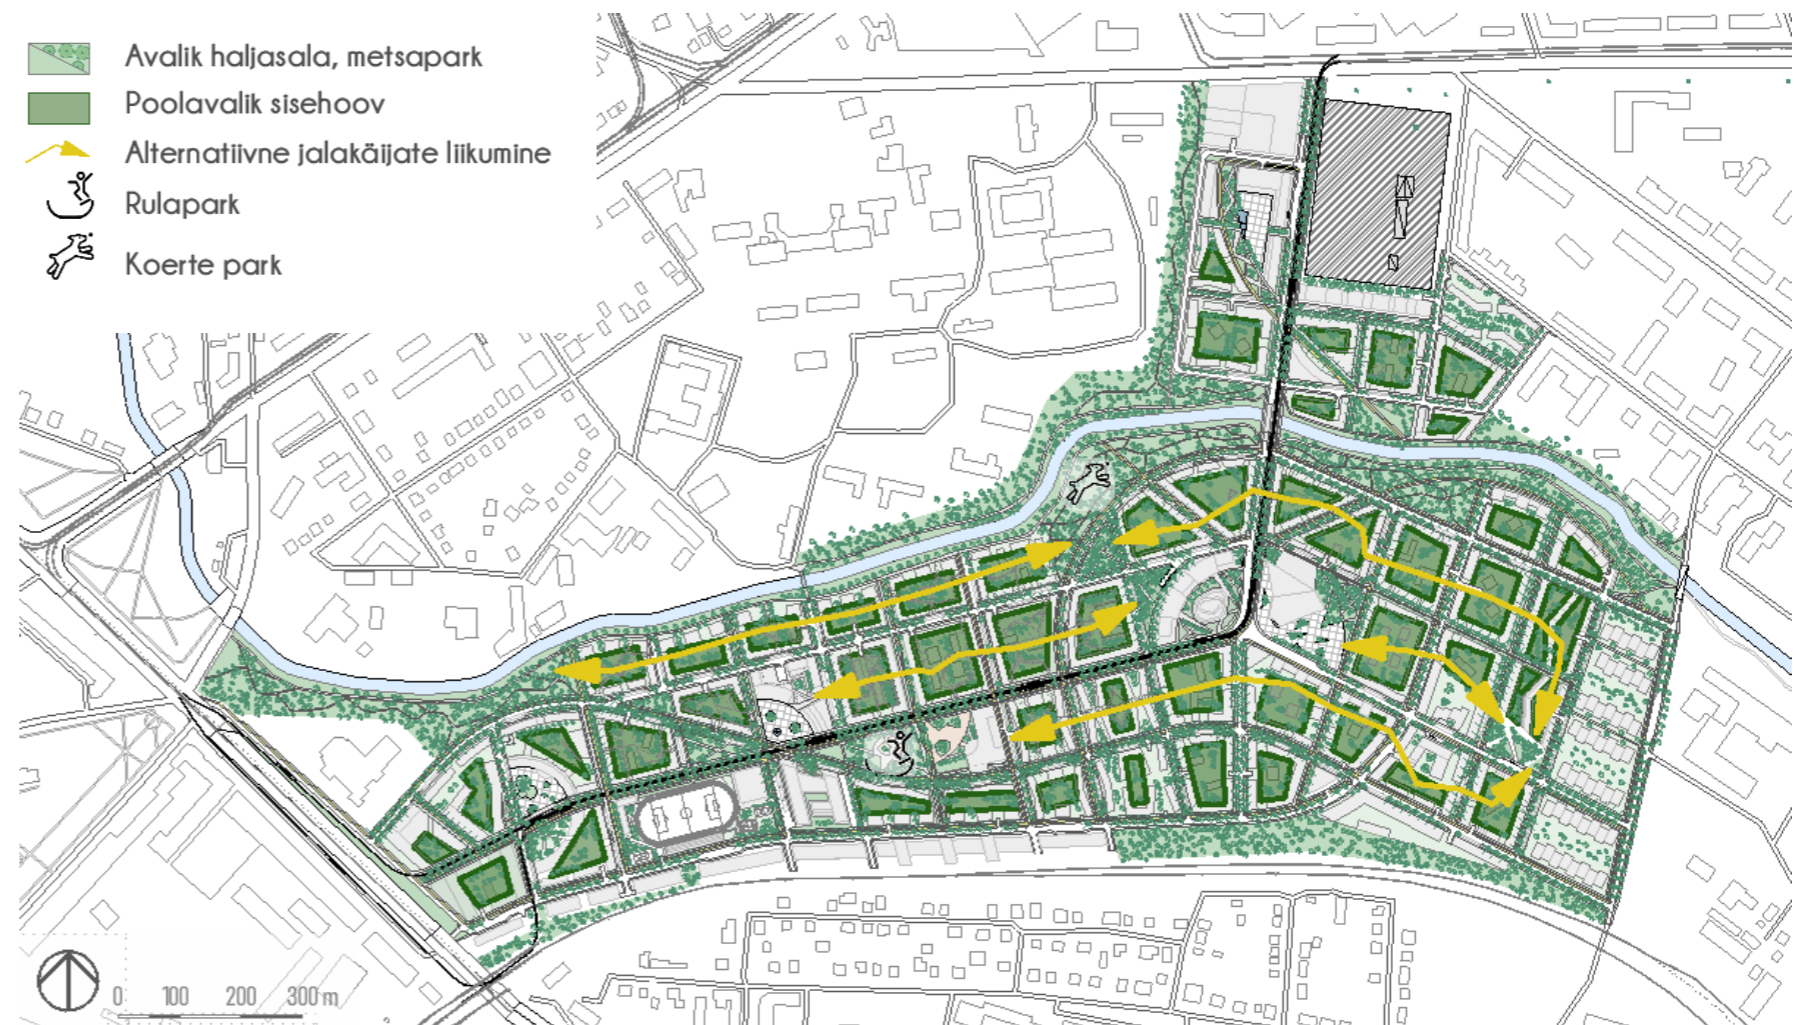 Avalik haljasala, metsapark
Poolavalik sisehoov
Alternatiivne jalakäijate liikumine
Rulapark
Koerte park
0 100 200 300 m